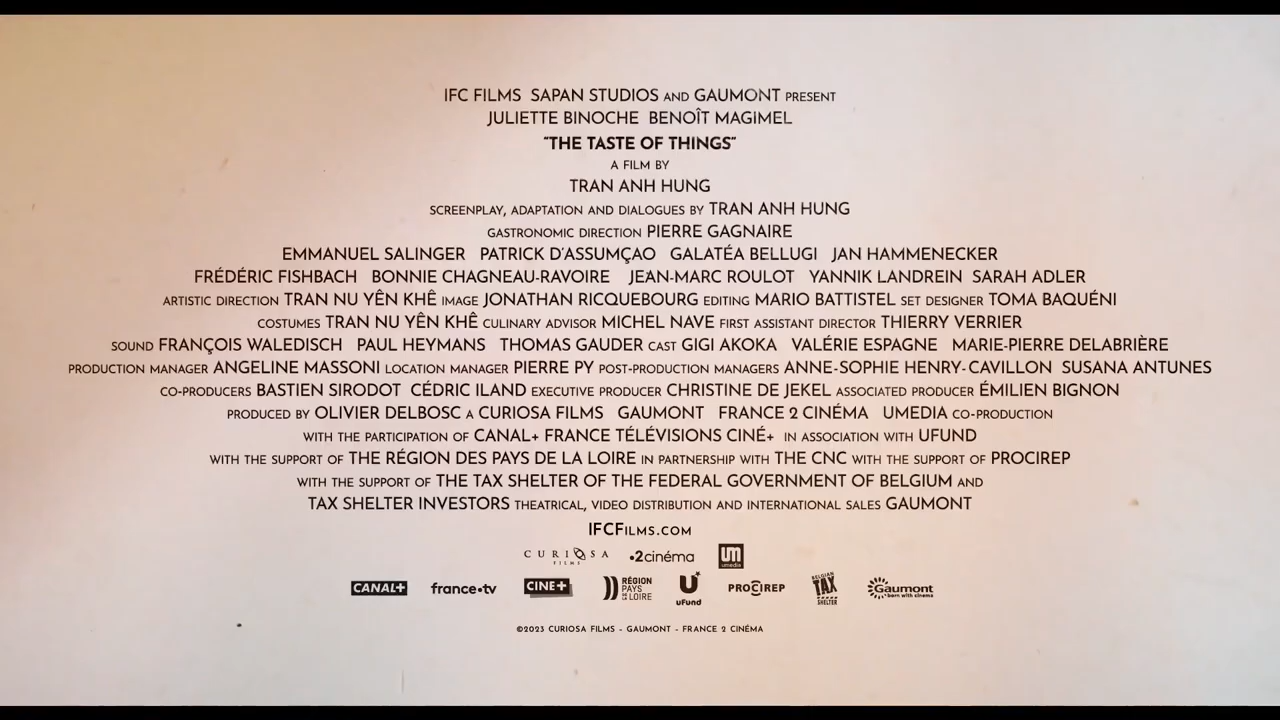 IFC FILMS SAPAN STUDIOS AND GAUMONT PRESENT
JULIETTE BINOCHE BENOÎT MAGIMEL
"THE TASTE OF THINGS"
A FILM BY
TRAN ANH HUNG
SCREENPLAY, ADAPTATION AND DIALOGUES BY TRAN ANH HUNG
GASTRONOMIC DIRECTION PIERRE GAGNAIRE
EMMANUEL SALINGER PATRICK D'ASSUMÇAO GALATÉA BELLUGI JAN HAMMENECKER
FRÉDÉRIC FISHBACH BONNIE CHAGNEAU-RAVOIRE JEAN-MARC ROULOT YANNIK LANDREIN SARAH ADLER
ARTISTIC DIRECTION TRAN NU YÊN KHÊ IMAGE JONATHAN RICQUEBOURG EDITING MARIO BATTISTEL SET DESIGNER TOMA BAQUÉNI
COSTUMES TRAN NU YÊN KHÊ CULINARY ADVISOR MICHEL NAVE FIRST ASSISTANT DIRECTOR THIERRY VERRIER
SOUND FRANÇOIS WALEDISCH PAUL HEYMANS THOMAS GAUDER CAST GIGI AKOKA VALÉRIE ESPAGNE MARIE-PIERRE DELABRIÈRE
PRODUCTION MANAGER ANGELINE MASSONI LOCATION MANAGER PIERRE PY POST-PRODUCTION MANAGERS ANNE-SOPHIE HENRY-CAVILLON SUSANA ANTUNES
CO-PRODUCERS BASTIEN SIRODOT CÉDRIC ILAND EXECUTIVE PRODUCER CHRISTINE DE JEKEL ASSOCIATED PRODUCER ÉMILIEN BIGNON
PRODUCED BY OLIVIER DELBOSC A CURIOSA FILMS GAUMONT FRANCE 2 CINÉMA UMEDIA CO-PRODUCTION
WITH THE PARTICIPATION OF CANAL+ FRANCE TÉLÉVISIONS CINÉ+ IN ASSOCIATION WITH UFUND
WITH THE SUPPORT OF THE RÉGION DES PAYS DE LA LOIRE IN PARTNERSHIP WITH THE CNC WITH THE SUPPORT OF PROCIREP
WITH THE SUPPORT OF THE TAX SHELTER OF THE FEDERAL GOVERNMENT OF BELGIUM AND
TAX SHELTER INVESTORS THEATRICAL, VIDEO DISTRIBUTION AND INTERNATIONAL SALES GAUMONT
IFCFILMS.COM
CURIOSA FILMS •2cinéma um umedia
CANAL+ france•tv CINE+ RÉGION PAYS DE LA LOIRE U uFund PROCIREP BELGIAN TAX SHELTER Gaumont born with cinema
©2023 CURIOSA FILMS - GAUMONT - FRANCE 2 CINÉMA